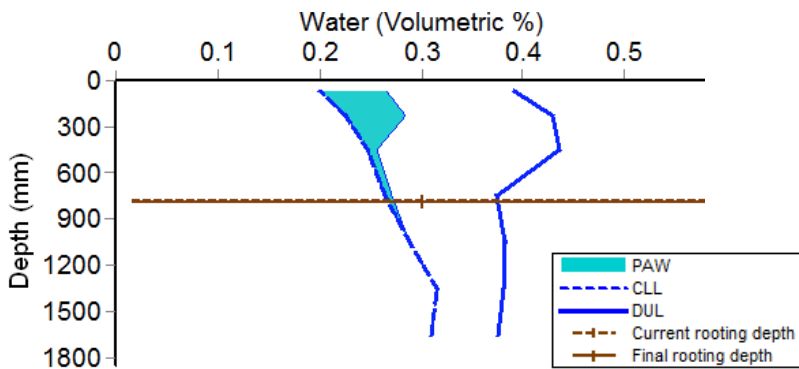 Water (Volumetric %)
0 0.1 0.2 0.3 0.4 0.5
Depth (mm)
0
300
600
900
1200
1500
1800
PAW
CLL
DUL
Current rooting depth
Final rooting depth